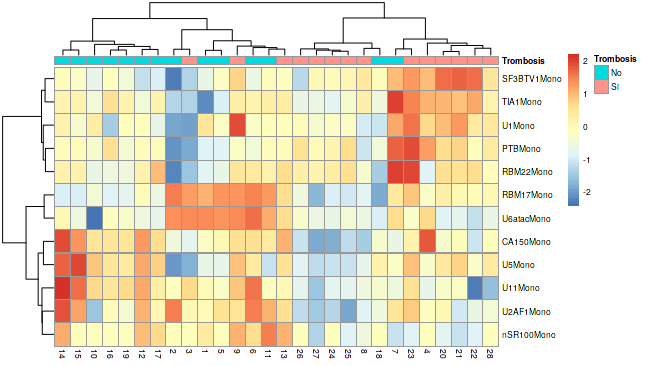 Trombosis
Trombosis
No
SI
2
1
0
-1
-2
SF3BTV1Mono
TIA1Mono
U1Mono
PTBMono
RBM22Mono
RBM17Mono
U6atacMono
CA150Mono
U5Mono
U11Mono
U2AF1Mono
nSR100Mono
14 15 10 16 19 12 17 2 3 1 5 9 6 11 13 26 27 24 25 8 18 7 23 4 20 21 22 28